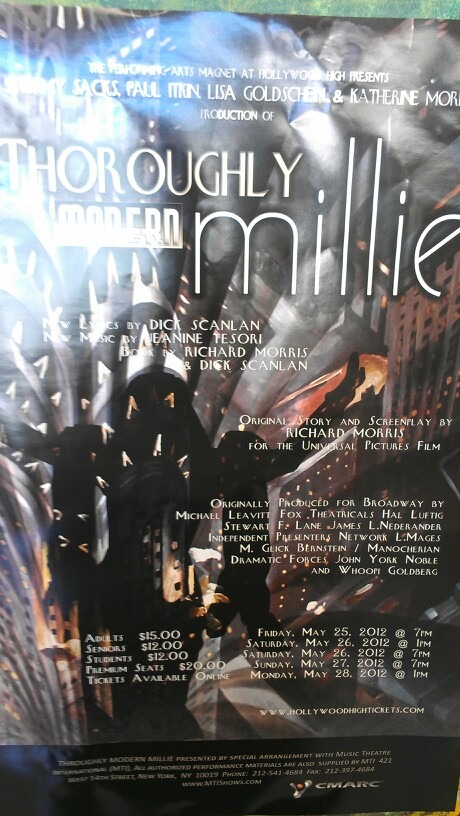 The Performing Arts Magnet at Hollywood High Presents
Sacks, Paul Itkin, Lisa Goldschein, & Katherine
Production of
Thoroughly
Modern
millie
New Lyrics by Dick Scanlan
New Music by Jeanine Tesori
Book by Richard Morris
& Dick Scanlan
Original Story and Screenplay by
Richard Morris
for the Universal Pictures Film
Originally Produced for Broadway by
Michael Leavitt Fox Theatricals Hal Luftig
Stewart F. Lane James L.Nederander
Independent Presenters Network L.Mages
M. Glick Bernstein / Manocherian
Dramatic Forces John York Noble
and Whoopi Goldberg
Adults $15.00
Seniors $12.00
Students $12.00
Premium Seats $20.00
Tickets Available Online
Friday, May 25, 2012 @ 7pm
Saturday, May 26, 2012 @ 1pm
Saturday, May 26, 2012 @ 7pm
Sunday, May 27, 2012 @ 7pm
Monday, May 28, 2012 @ 1pm
www.hollywoodhightickets.com
Thoroughly Modern Millie presented by special arrangement with Music Theatre
International (MTI). All authorized performance materials are also supplied by MTI 421
West 54th Street, New York, NY 10019 Phone: 212-541-4684 Fax: 212-397-4684
www.MTIShows.com
CMARC